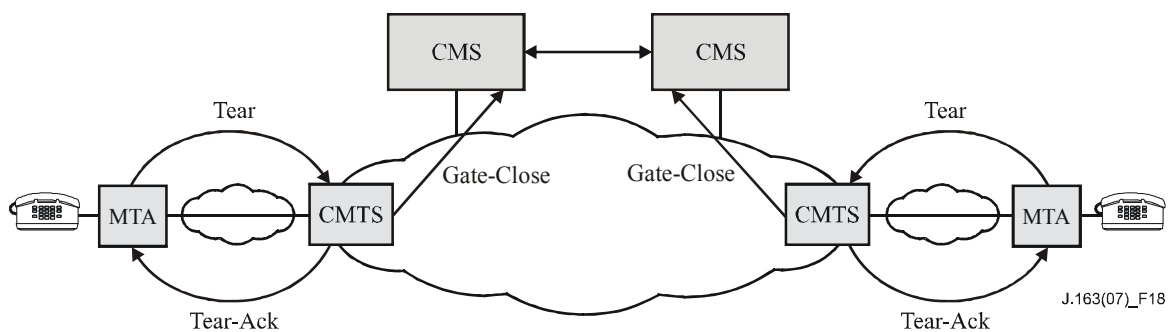 CMS
CMS
Tear
Tear
Gate-Close
Gate-Close
MTA
CMTS
CMTS
MTA
J.163(07)_F18
Tear-Ack
Tear-Ack